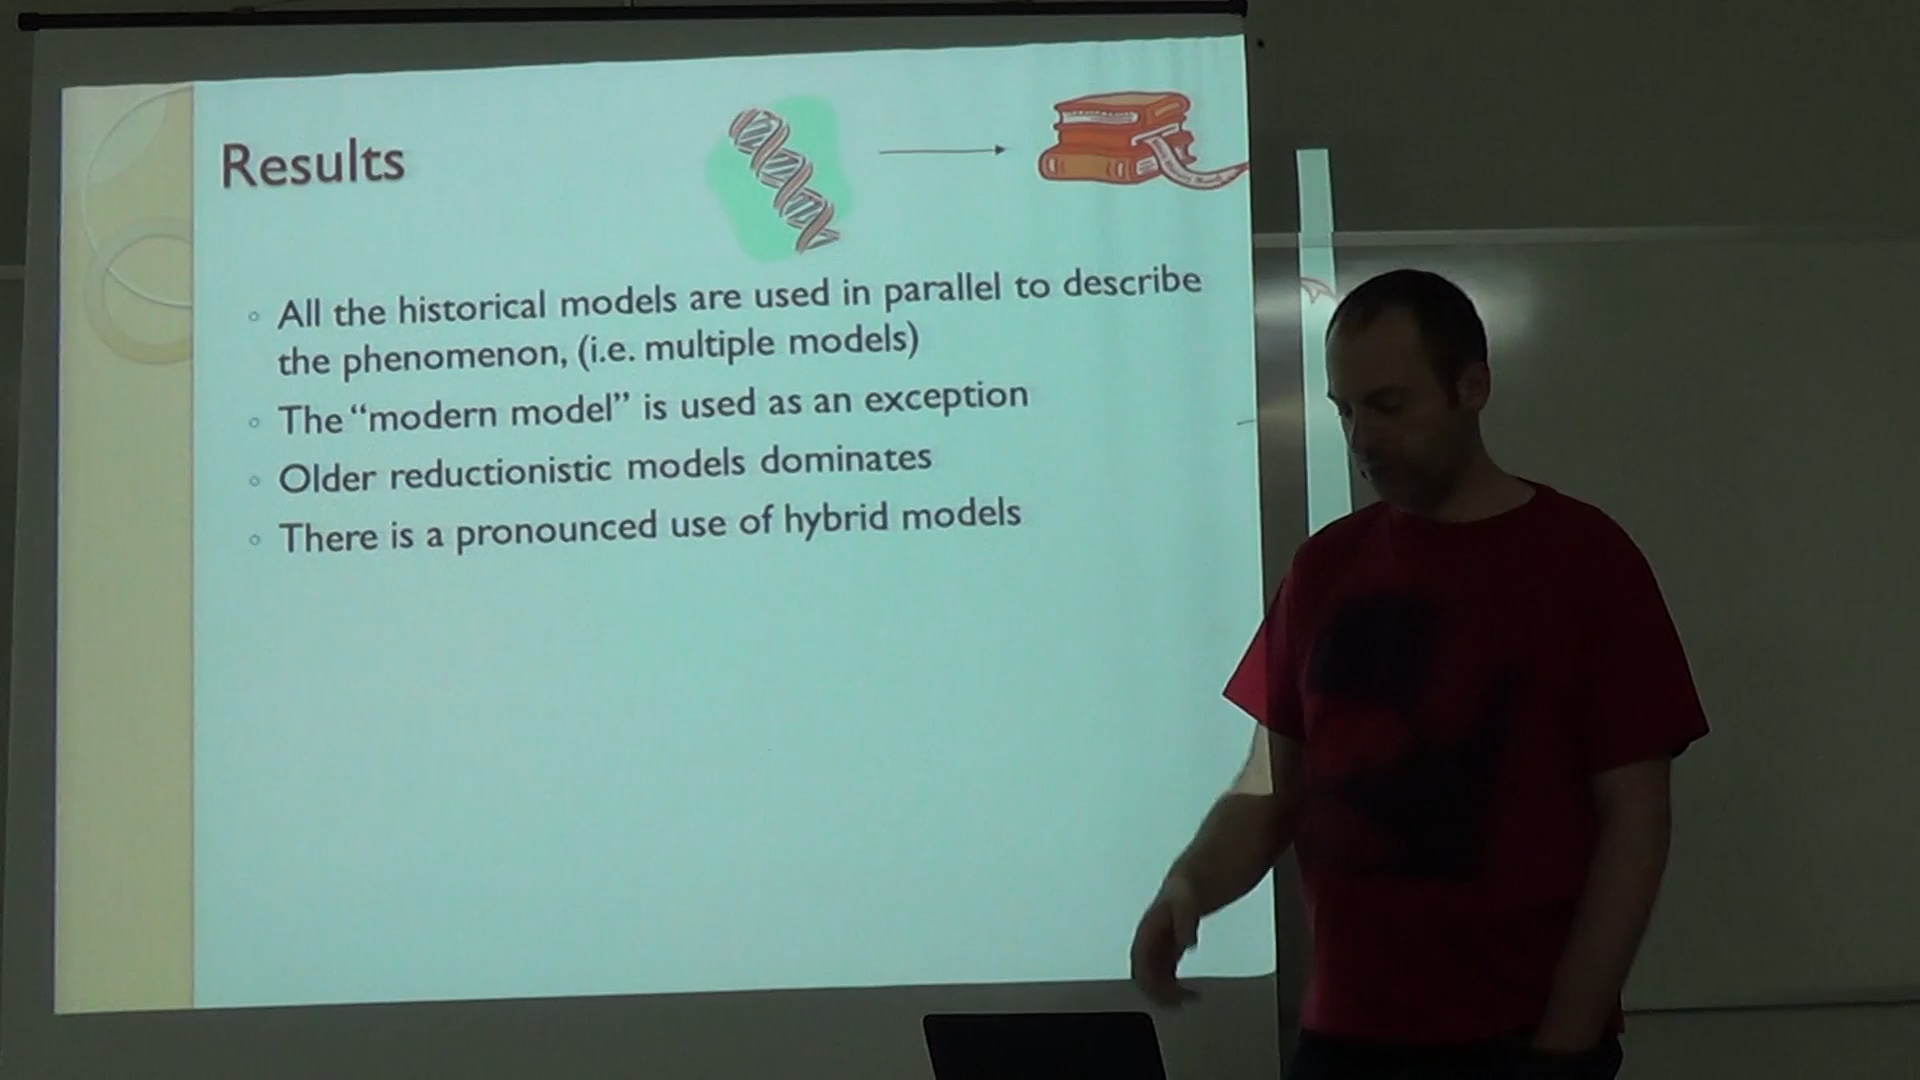 Results
All the historical models are used in parallel to describe
the phenomenon, (i.e. multiple models)
The “modern model” is used as an exception
Older reductionistic models dominates
There is a pronounced use of hybrid models